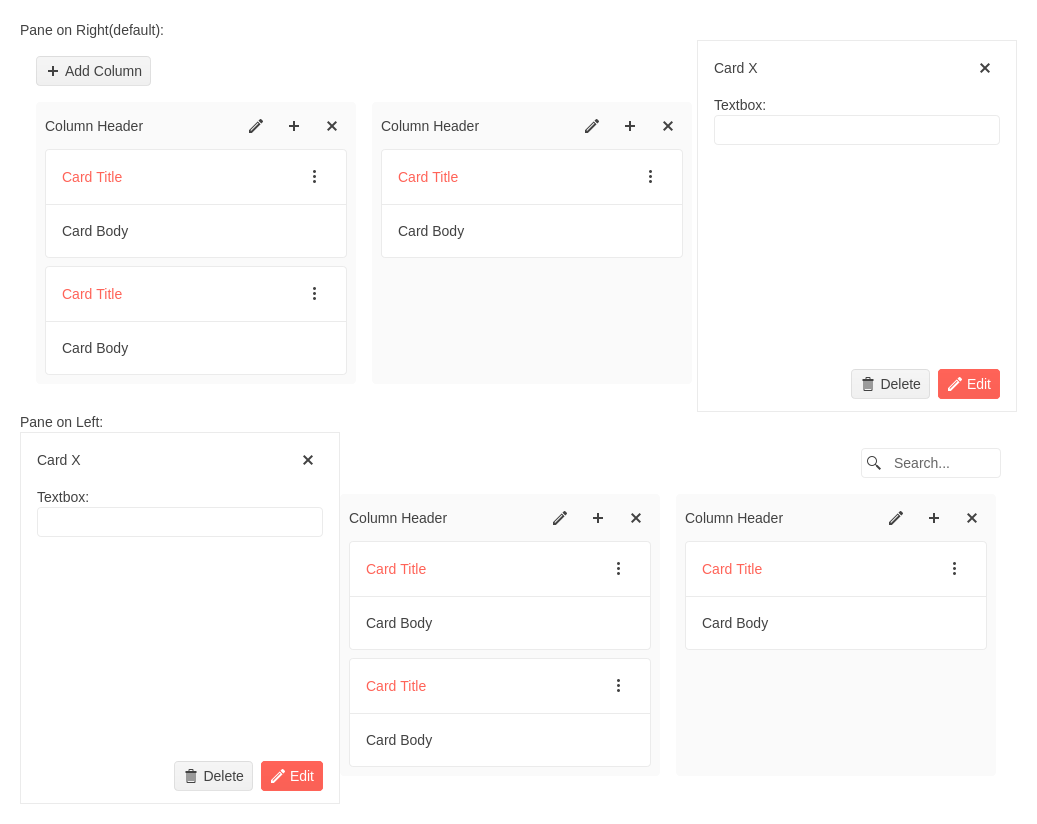 Pane on Right(default):
Add Column
Column Header
Card Title
Card Body
Card Title
Card Body
Column Header
Card Title
Card Body
Card X
Textbox:
Delete
Edit
Pane on Left:
Card X
Textbox:
Delete
Edit
Search...
Column Header
Card Title
Card Body
Card Title
Card Body
Column Header
Card Title
Card Body